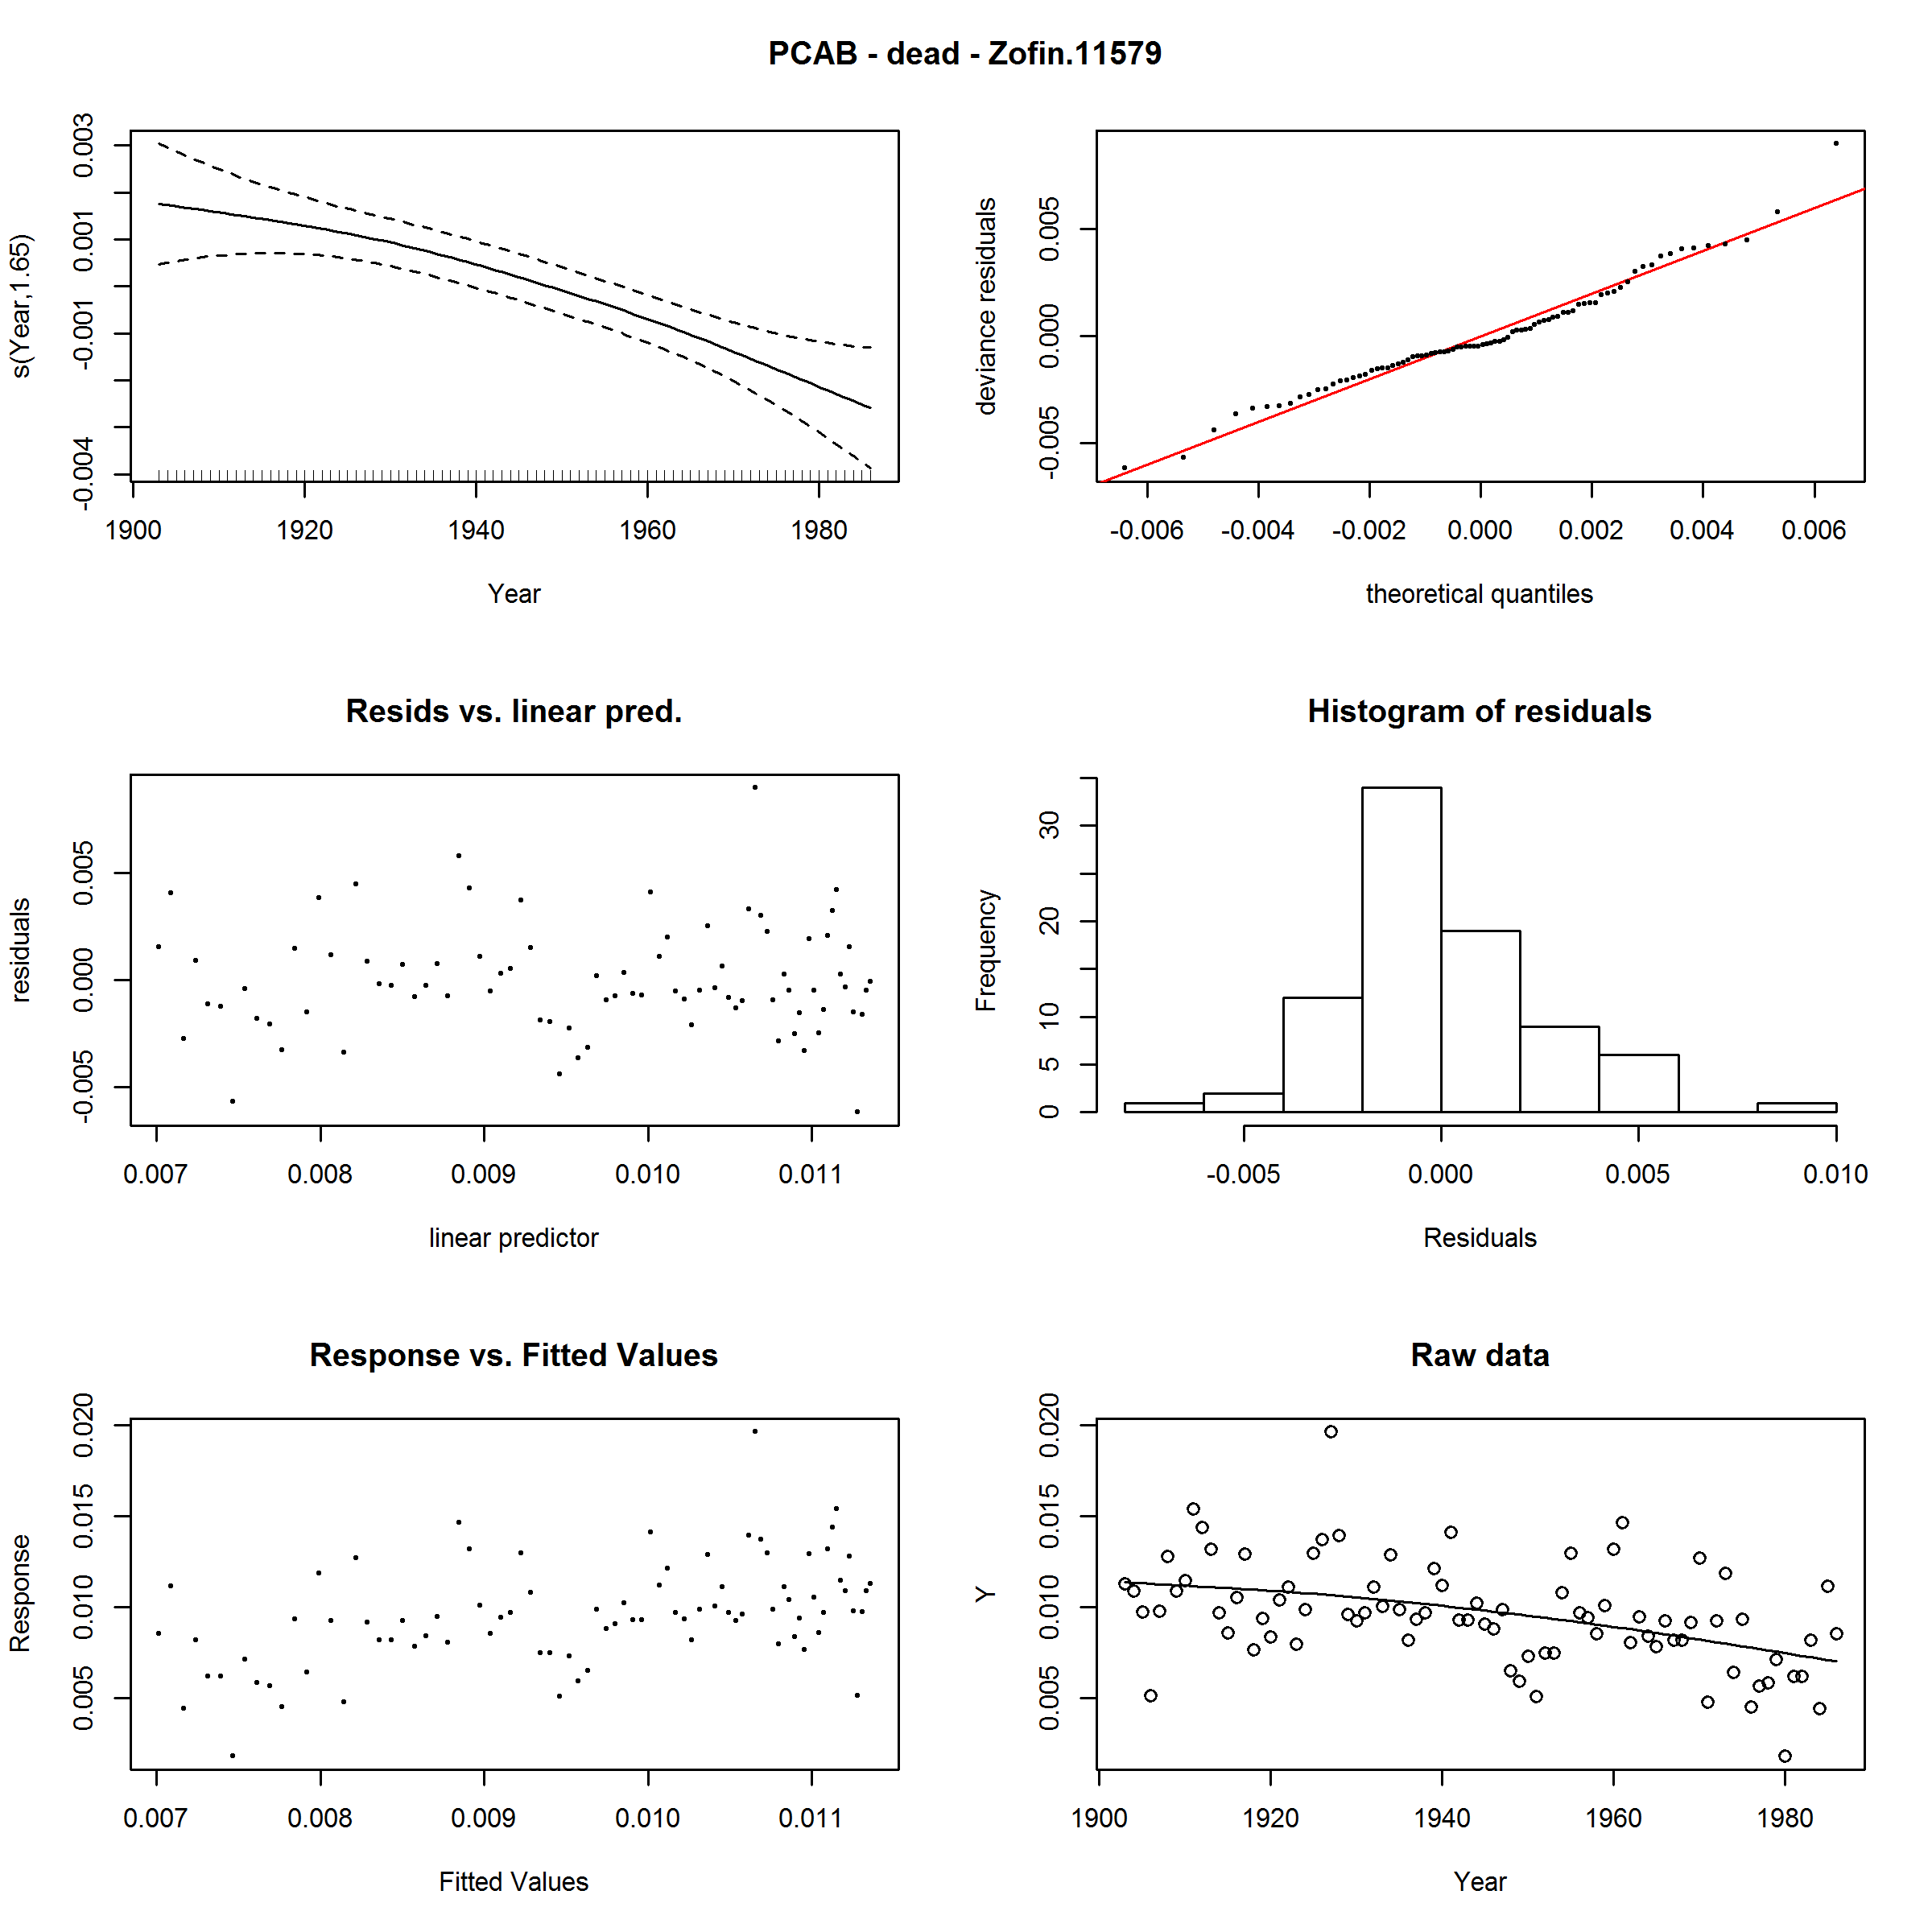 PCAB - dead - Zofin.11579
s(Year,1.65)
0.003
0.001
-0.001
-0.004
1900 1920 1940 1960 1980
Year
deviance residuals
0.005
0.000
-0.005
-0.006 -0.004 -0.002 0.000 0.002 0.004 0.006
theoretical quantiles
Resids vs. linear pred.
residuals
0.005
0.000
-0.005
0.007 0.008 0.009 0.010 0.011
linear predictor
Histogram of residuals
Frequency
30
20
10
5
0
-0.005 0.000 0.005 0.010
Residuals
Response vs. Fitted Values
Response
0.020
0.015
0.010
0.005
0.007 0.008 0.009 0.010 0.011
Fitted Values
Raw data
Y
0.020
0.015
0.010
0.005
1900 1920 1940 1960 1980
Year